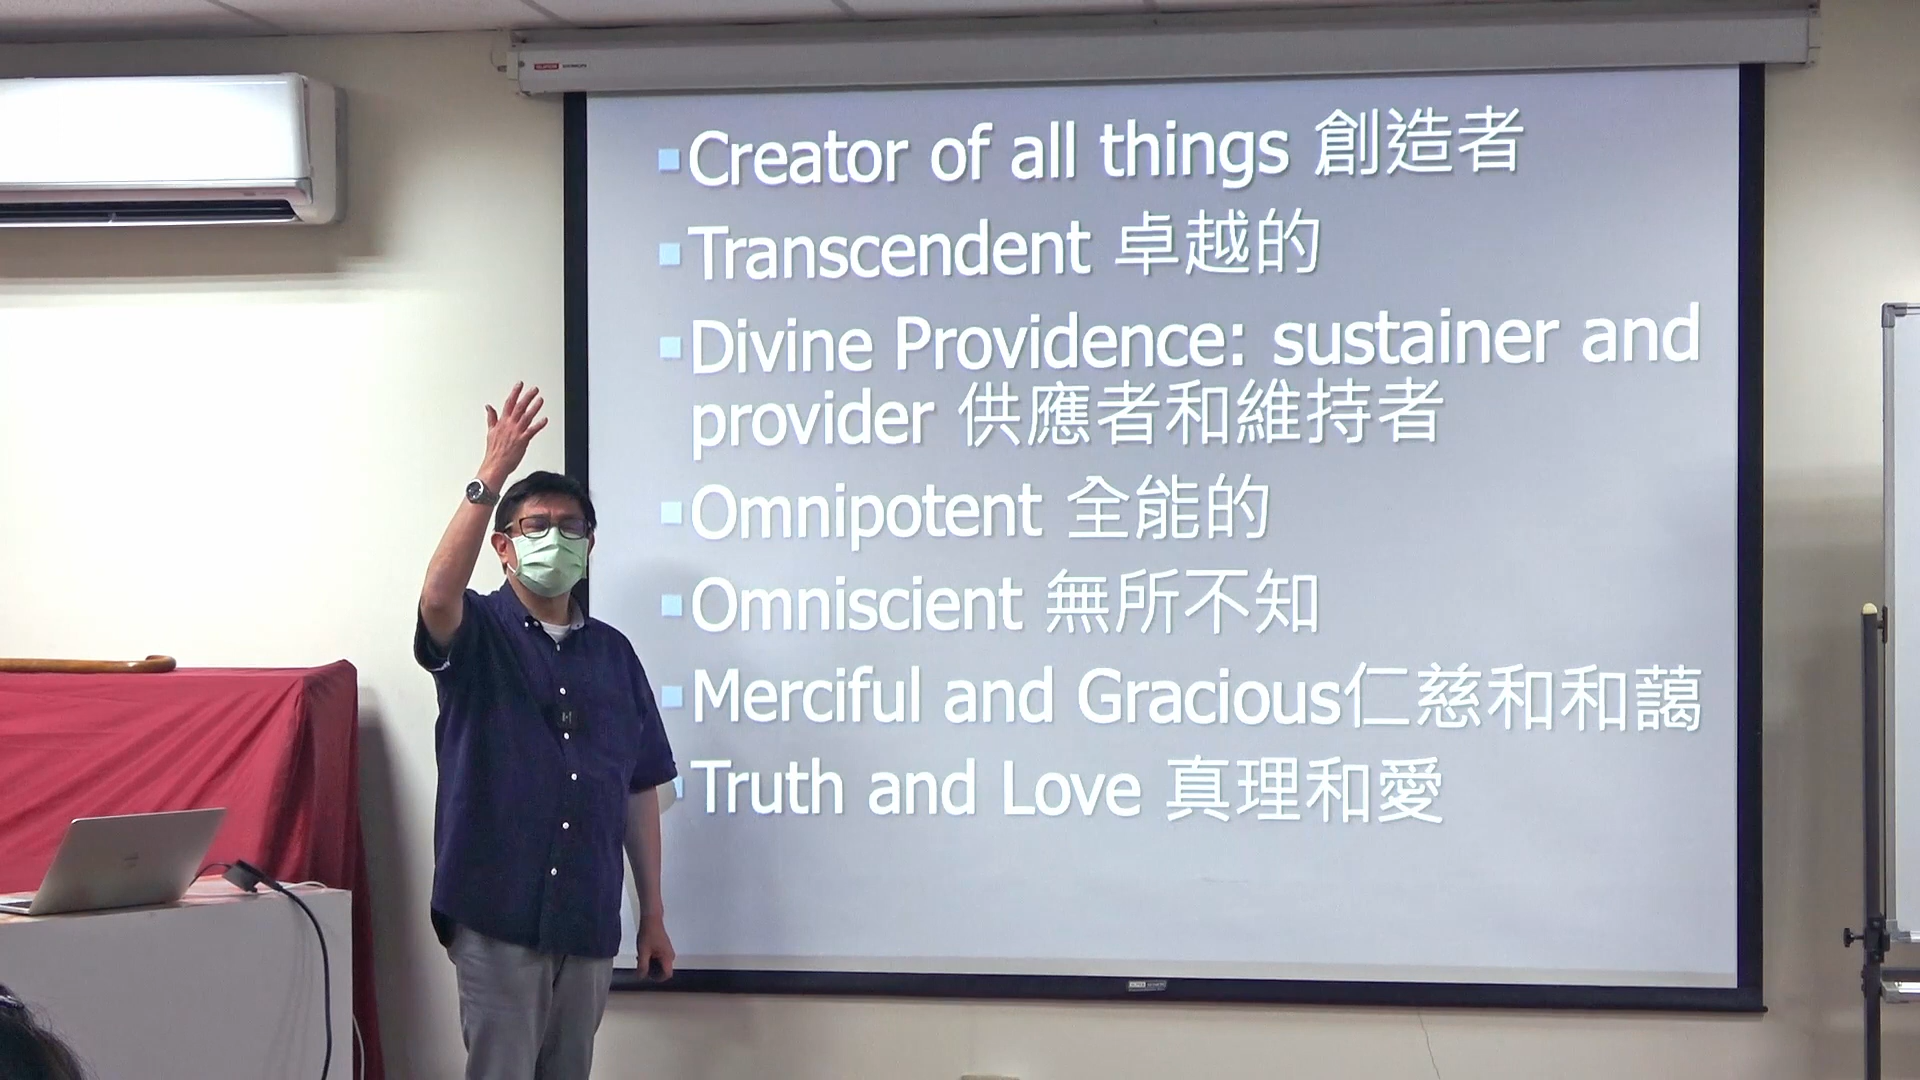 Creator of all things 創造者
Transcendent 卓越的
Divine Providence: sustainer and
provider 供應者和維持者
Omnipotent 全能的
Omniscient 無所不知
Merciful and Gracious仁慈和和藹
Truth and Love 真理和愛